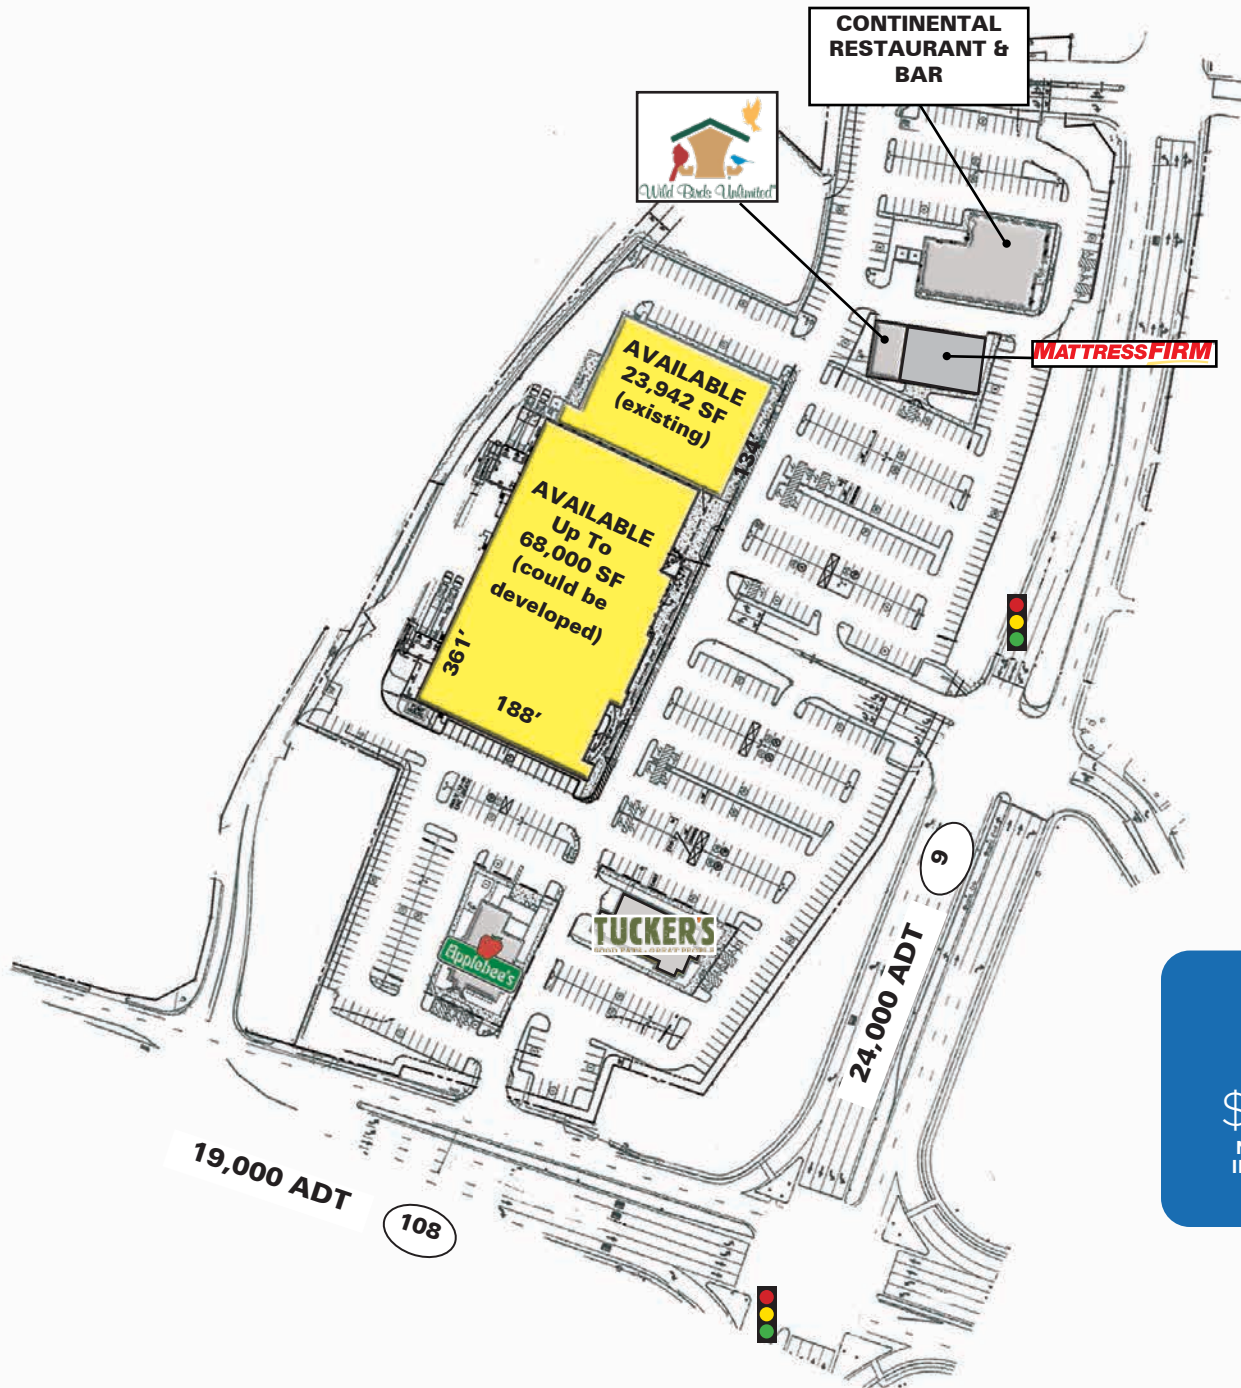 CONTINENTAL
RESTAURANT &
BAR
Wild Birds Unlimited
MATTRESSFIRM
AVAILABLE
23,942 SF
(existing)
134'
AVAILABLE
Up To
68,000 SF
(could be
developed)
361'
188'
9
TUCKER'S
Applebee's
24,000 ADT
19,000 ADT
108
$